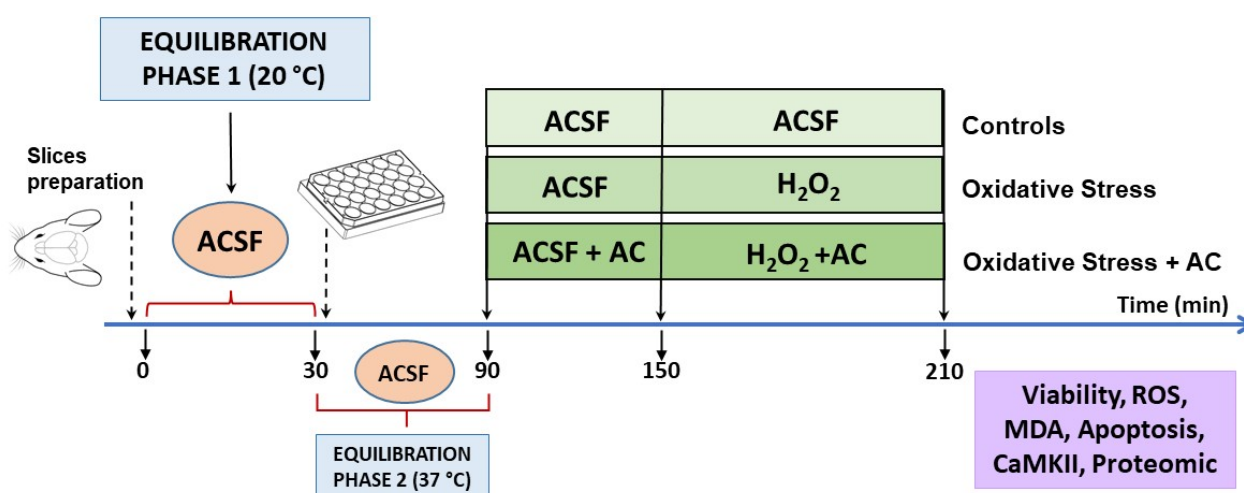 EQUILIBRATION
PHASE 1 (20 °C)
Slices
preparation
ACSF
ACSF ACSF Controls
ACSF H₂O₂ Oxidative Stress
ACSF + AC H₂O₂ +AC Oxidative Stress + AC
Time (min)
0 30 90 150 210
ACSF
EQUILIBRATION
PHASE 2 (37 °C)
Viability, ROS,
MDA, Apoptosis,
CaMKII, Proteomic